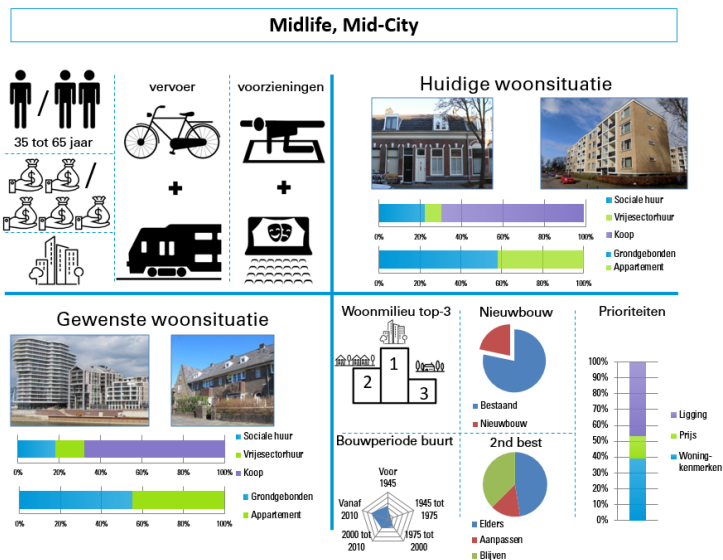 Midlife, Mid-City
/
35 tot 65 jaar
/
vervoer
+
voorzieningen
+
Huidige woonsituatie
Sociale huur
Vrijesectorhuur
Koop
0% 20% 40% 60% 80% 100%
Grondgebonden
Appartement
0% 20% 40% 60% 80% 100%
Gewenste woonsituatie
Sociale huur
Vrijesectorhuur
Koop
0% 20% 40% 60% 80% 100%
Grondgebonden
Appartement
0% 20% 40% 60% 80% 100%
Woonmilieu top-3
1
2
3
Nieuwbouw
Bestaand
Nieuwbouw
Bouwperiode buurt
Voor
1945
1945 tot
1975
1975 tot
2000
2000 tot
2010
Vanaf
2010
2nd best
Elders
Aanpassen
Blijven
Prioriteiten
100%
90%
80%
70%
60%
50%
40%
30%
20%
10%
0%
Ligging
Prijs
Woning-
kenmerken